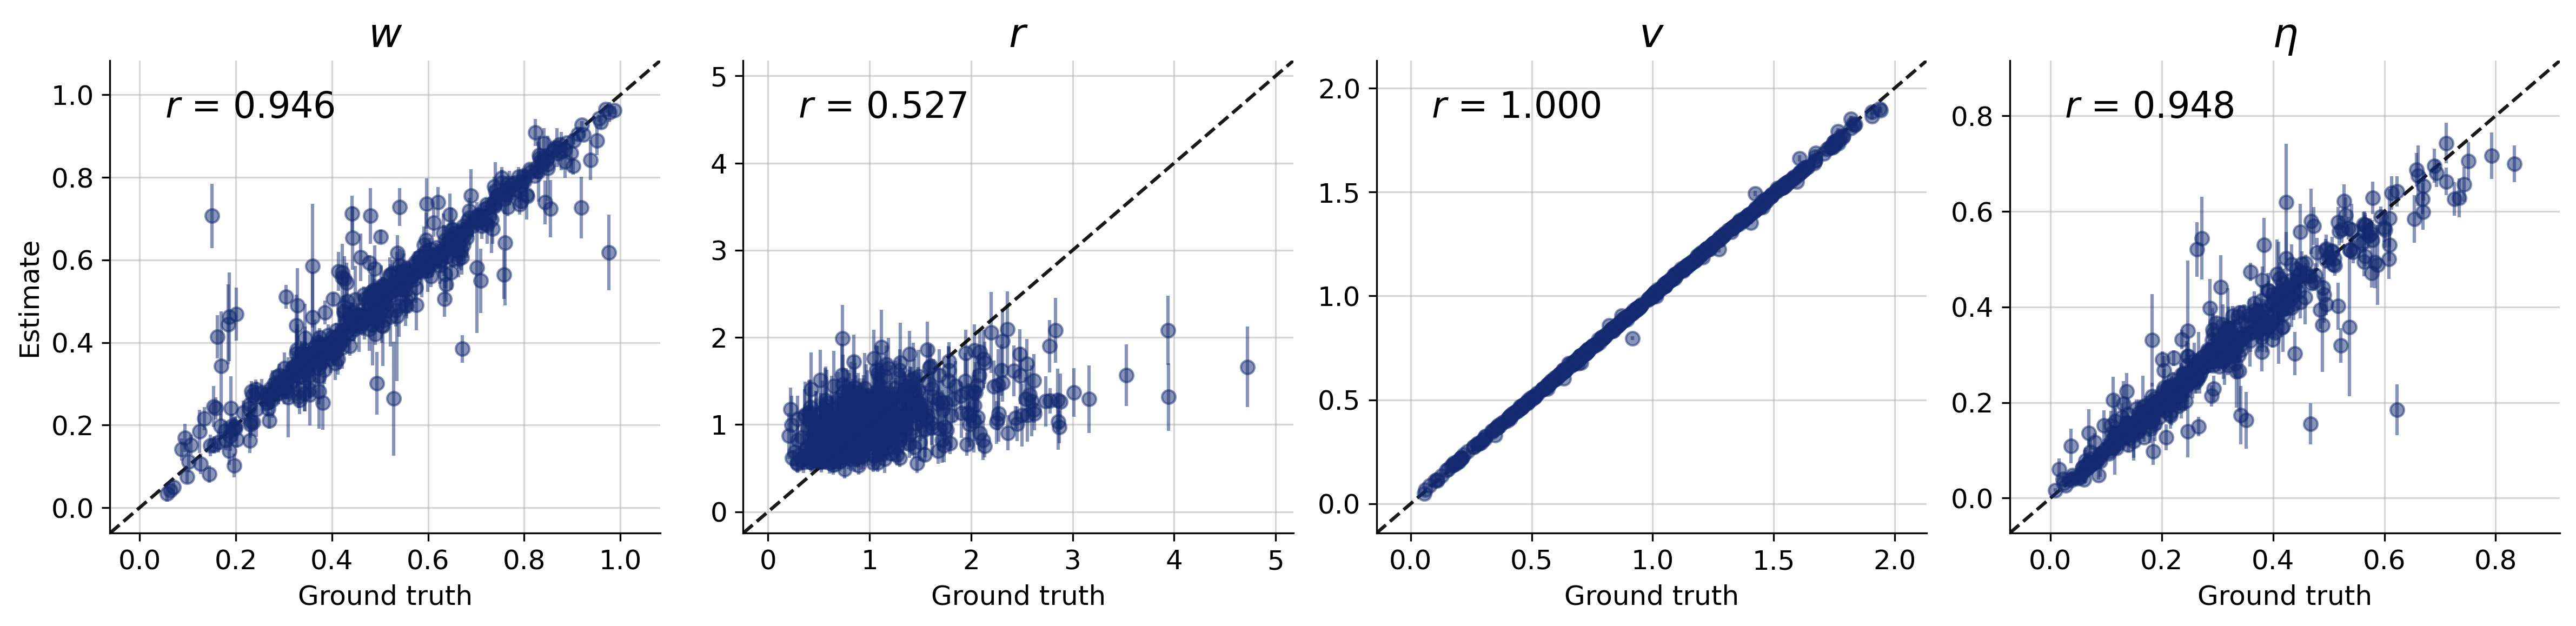 w
r = 0.946
1.0
0.8
0.6
0.4
0.2
0.0
Estimate
0.0 0.2 0.4 0.6 0.8 1.0
Ground truth
r
r = 0.527
5
4
3
2
1
0
0 1 2 3 4 5
Ground truth
v
r = 1.000
2.0
1.5
1.0
0.5
0.0
0.0 0.5 1.0 1.5 2.0
Ground truth
η
r = 0.948
0.8
0.6
0.4
0.2
0.0
0.0 0.2 0.4 0.6 0.8
Ground truth